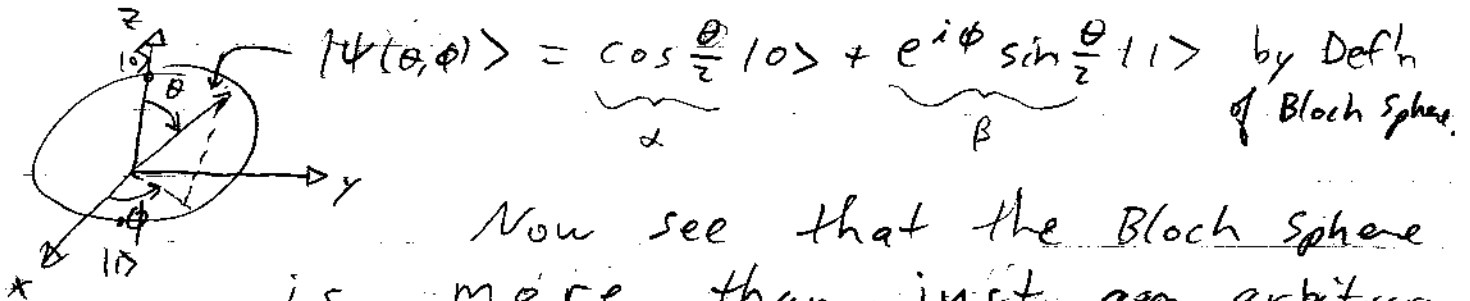 Z
|0>
θ
|ψ(θ,φ)> = cos θ/2 |0> + e^{iφ} sin θ/2 |1> by Def'n
α β of Bloch Sphere.
Y
φ
X
|1>
Now see that the Bloch Sphere
is more than just an arbitrary